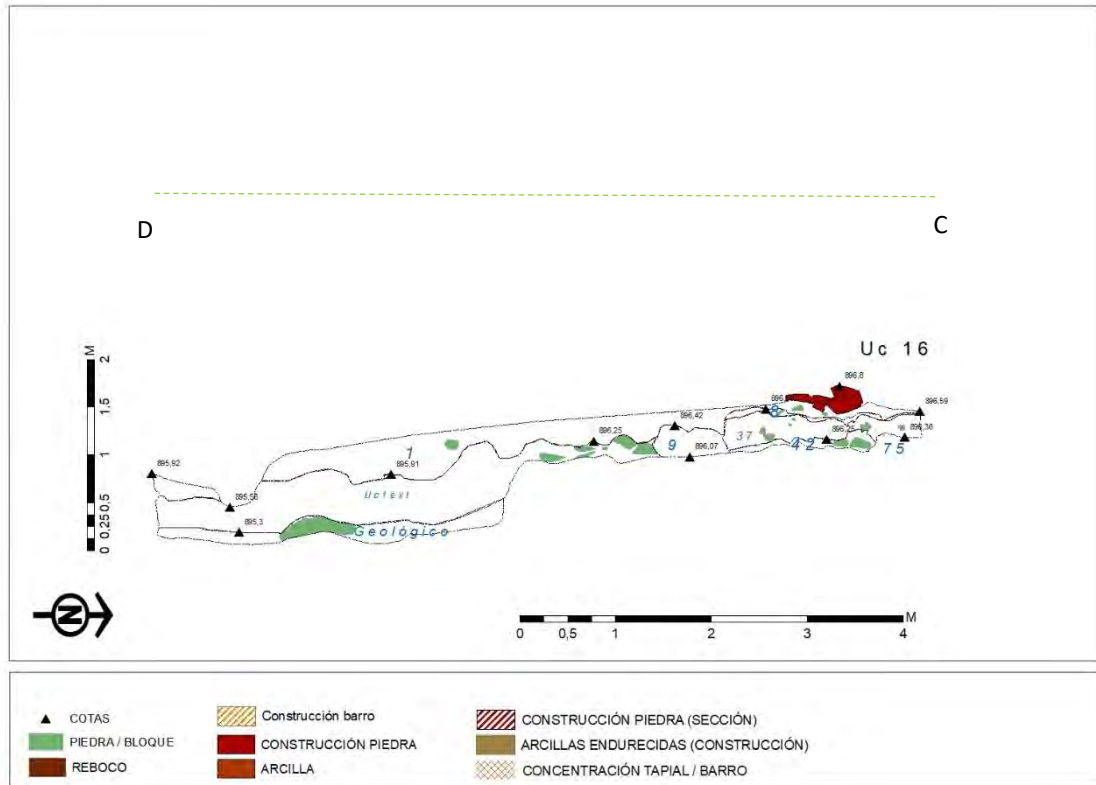 D
C
Uc 16
M
2
1,5
1
0,5
0,25
0
896,8
896,59
896,42
896,25
896,07
896,25
896,38
895,92
895,91
895,58
895,3
1
8
9
37
42
75
Geológico
N
M
0 0,5 1 2 3 4
COTAS
PIEDRA / BLOQUE
REBOCO
Construcción barro
CONSTRUCCIÓN PIEDRA
ARCILLA
CONSTRUCCIÓN PIEDRA (SECCIÓN)
ARCILLAS ENDURECIDAS (CONSTRUCCIÓN)
CONCENTRACIÓN TAPIAL / BARRO